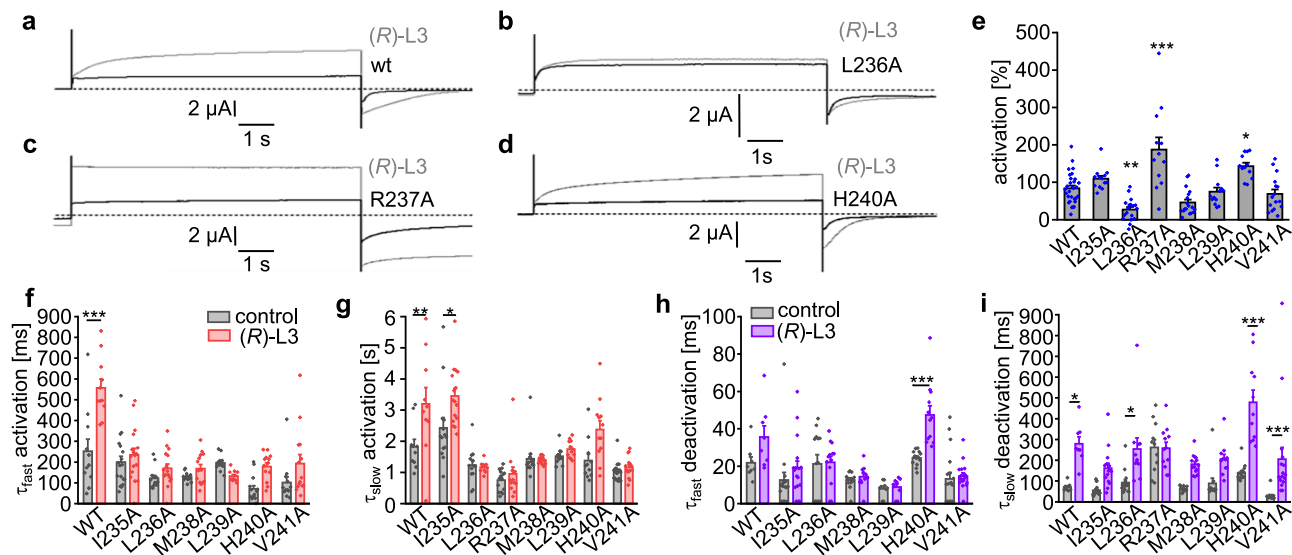 a
(R)-L3
wt
2 µA
1 s
b
(R)-L3
L236A
2 µA
1s
c
(R)-L3
R237A
2 µA
1 s
d
(R)-L3
H240A
2 µA
1s
e
activation [%]
500
400
300
200
100
0
***
**
*
WT
I235A
L236A
R237A
M238A
L239A
H240A
V241A
f
τfast activation [ms]
900
800
700
600
500
400
300
200
100
0
***
control
(R)-L3
WT
I235A
L236A
M238A
L239A
H240A
V241A
g
τslow activation [s]
6
5
4
3
2
1
0
**
*
WT
I235A
L236A
R237A
M238A
L239A
H240A
V241A
h
τfast deactivation [ms]
100
80
60
40
20
0
control
(R)-L3
***
WT
I235A
L236A
M238A
L239A
H240A
V241A
i
τslow deactivation [ms]
900
800
700
600
500
400
300
200
100
0
*
*
***
***
WT
I235A
L236A
R237A
M238A
L239A
H240A
V241A